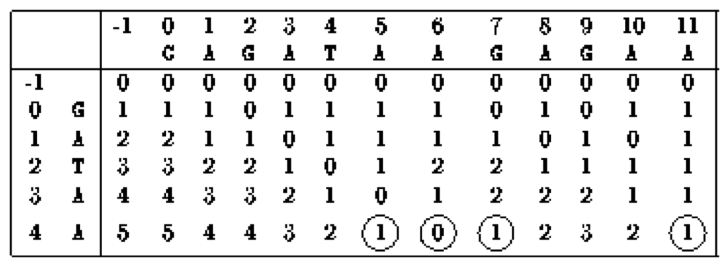 -1 0 1 2 3 4 5 6 7 8 9 10 11
C A G A T A A G A G A A
-1 0 0 0 0 0 0 0 0 0 0 0 0 0
0 G 1 1 1 0 1 1 1 1 0 1 0 1 1
1 A 2 2 1 1 0 1 1 1 1 0 1 0 1
2 T 3 3 2 2 1 0 1 2 2 1 1 1 1
3 A 4 4 3 3 2 1 0 1 2 2 2 1 1
4 A 5 5 4 4 3 2 1 0 1 2 3 2 1